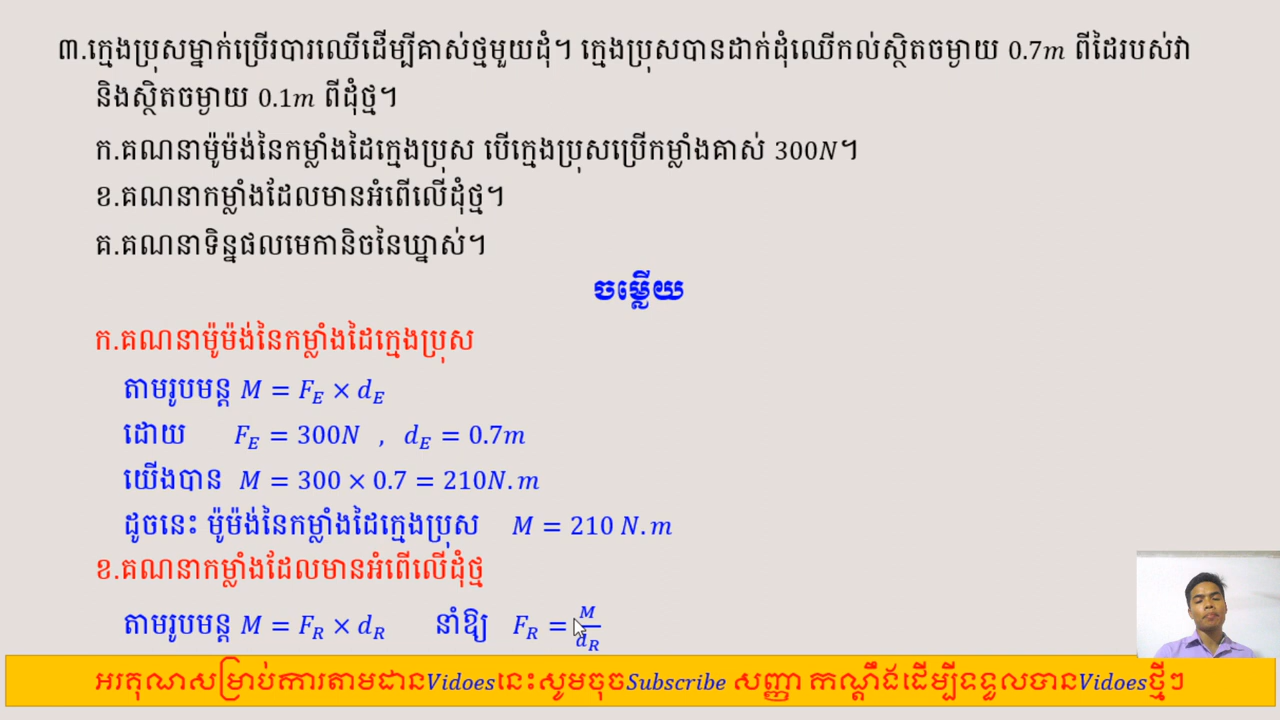 ៣.ក្មេងប្រុសម្នាក់ប្រើរបារឈើដើម្បីគាស់ថ្មមួយដុំ។ ក្មេងប្រុសបានដាក់ដុំឈើកល់ស្ថិតចម្ងាយ 0.7m ពីដៃរបស់វា
និងស្ថិតចម្ងាយ 0.1m ពីដុំថ្ម។
ក.គណនាម៉ូម៉ង់នៃកម្លាំងដៃក្មេងប្រុស បើក្មេងប្រុសប្រើកម្លាំងគាស់ 300N។
ខ.គណនាកម្លាំងដែលមានអំពើលើដុំថ្ម។
គ.គណនាទិន្នផលមេកានិចនៃឃ្នាស់។
ចម្លើយ
ក.គណនាម៉ូម៉ង់នៃកម្លាំងដៃក្មេងប្រុស
តាមរូបមន្ត M = F_E × d_E
ដោយ F_E = 300N , d_E = 0.7m
យើងបាន M = 300 × 0.7 = 210N.m
ដូចនេះ ម៉ូម៉ង់នៃកម្លាំងដៃក្មេងប្រុស M = 210 N.m
ខ.គណនាកម្លាំងដែលមានអំពើលើដុំថ្ម
តាមរូបមន្ត M = F_R × d_R នាំឱ្យ F_R = M/d_R
អរគុណសម្រាប់ការតាមដានVidoesនេះសូមចុចSubscribe សញ្ញា កណ្ដឹងដើម្បីទទួលបានVidoesថ្មីៗ